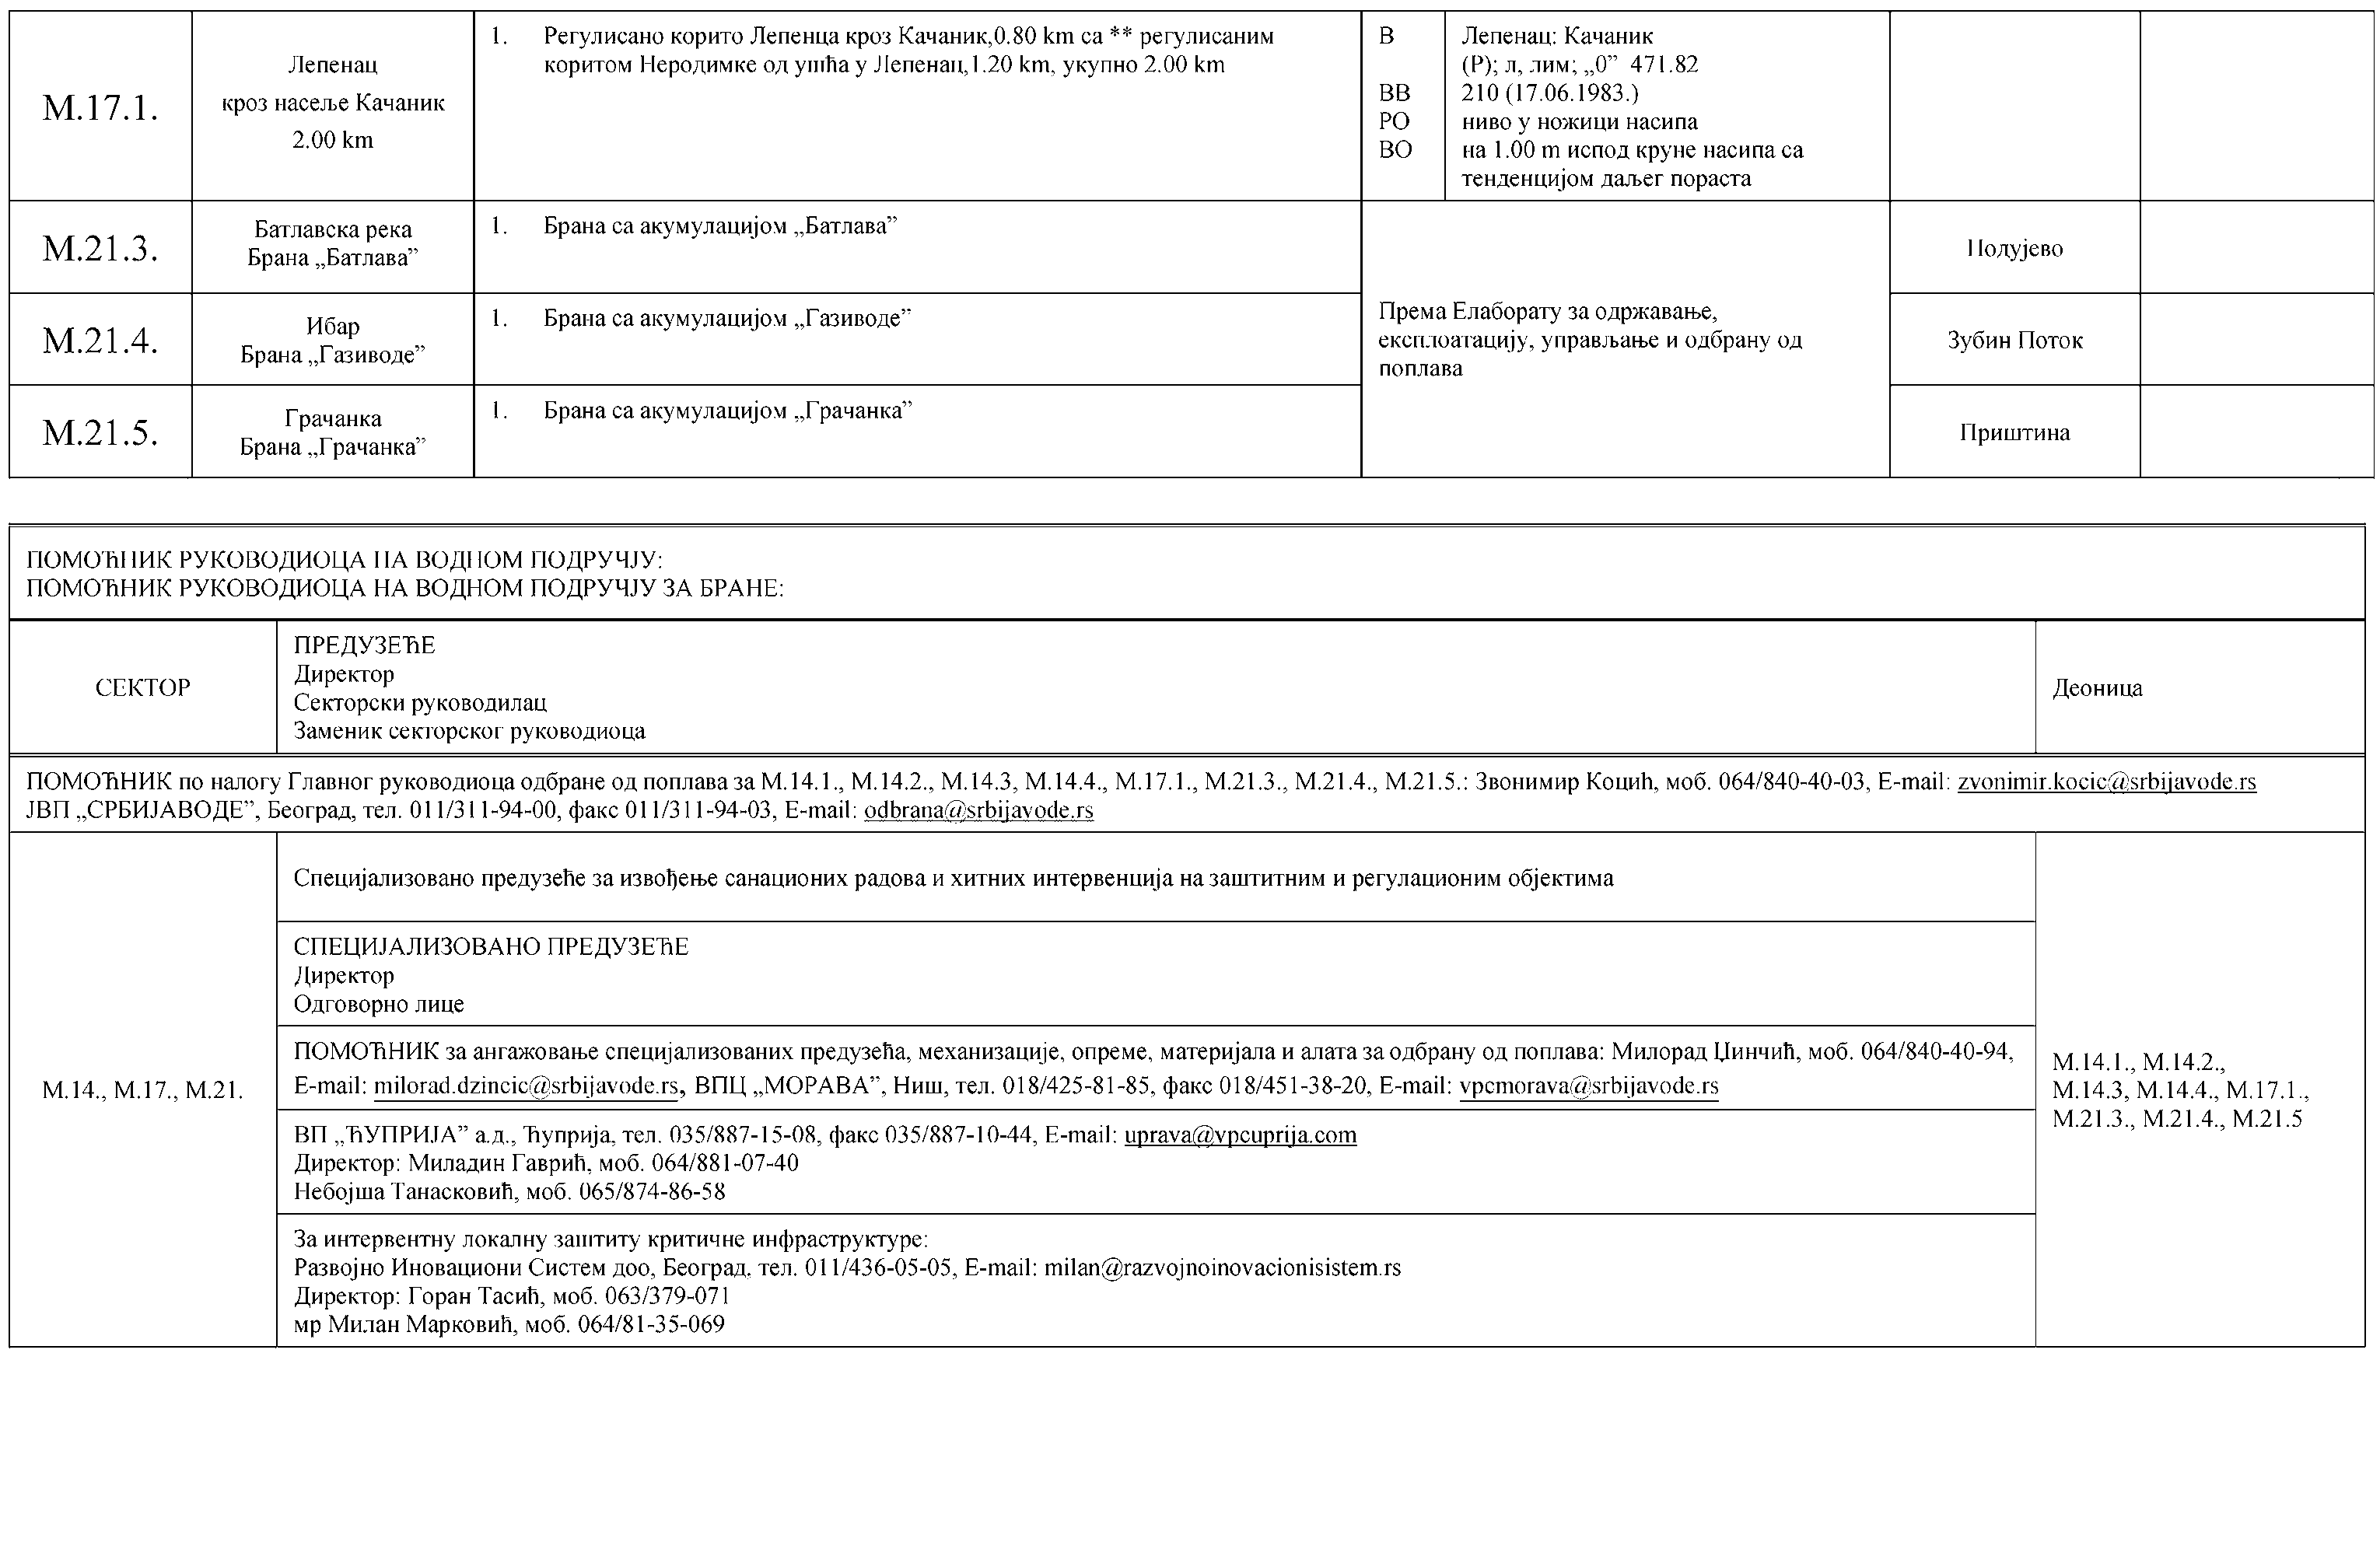 М.17.1.
Лепенац
кроз насеље Качаник
2.00 km
1. Регулисано корито Лепенца кроз Качаник,0.80 km са ** регулисаним
коритом Неродимке од ушћа у Лепенац,1.20 km, укупно 2.00 km
В Лепенац: Качаник
(Р); л, лим; „0” 471.82
ВВ 210 (17.06.1983.)
РО ниво у ножици насипа
ВО на 1.00 m испод круне насипа са
тенденцијом даљег пораста
М.21.3.
Батлавска река
Брана „Батлава”
1. Брана са акумулацијом „Батлава”
Према Елаборату за одржавање,
експлоатацију, управљање и одбрану од
поплава
Подујево
М.21.4.
Ибар
Брана „Газиводе”
1. Брана са акумулацијом „Газиводе”
Зубин Поток
М.21.5.
Грачанка
Брана „Грачанка”
1. Брана са акумулацијом „Грачанка”
Приштина
ПОМОЋНИК РУКОВОДИОЦА НА ВОДНОМ ПОДРУЧЈУ:
ПОМОЋНИК РУКОВОДИОЦА НА ВОДНОМ ПОДРУЧЈУ ЗА БРАНЕ:
СЕКТОР
ПРЕДУЗЕЋЕ
Директор
Секторски руководилац
Заменик секторског руководиоца
Деоница
ПОМОЋНИК по налогу Главног руководиоца одбране од поплава за М.14.1., М.14.2., М.14.3, М.14.4., М.17.1., М.21.3., М.21.4., М.21.5.: Звонимир Коцић, моб. 064/840-40-03, E-mail: zvonimir.kocic@srbijavode.rs
ЈВП „СРБИЈАВОДЕ”, Београд, тел. 011/311-94-00, факс 011/311-94-03, E-mail: odbrana@srbijavode.rs
М.14., М.17., М.21.
Специјализовано предузеће за извођење санационих радова и хитних интервенција на заштитним и регулационим објектима
СПЕЦИЈАЛИЗОВАНО ПРЕДУЗЕЋЕ
Директор
Одговорно лице
ПОМОЋНИК за ангажовање специјализованих предузећа, механизације, опреме, материјала и алата за одбрану од поплава: Милорад Џинчић, моб. 064/840-40-94,
E-mail: milorad.dzincic@srbijavode.rs, ВПЦ „МОРАВА”, Ниш, тел. 018/425-81-85, факс 018/451-38-20, E-mail: vpcmorava@srbijavode.rs
ВП „ЋУПРИЈА” а.д., Ћуприја, тел. 035/887-15-08, факс 035/887-10-44, E-mail: uprava@vpcuprija.com
Директор: Миладин Гаврић, моб. 064/881-07-40
Небојша Танасковић, моб. 065/874-86-58
За интервентну локалну заштиту критичне инфраструктуре:
Развојно Иновациони Систем доо, Београд, тел. 011/436-05-05, E-mail: milan@razvojnoinovacionisistem.rs
Директор: Горан Тасић, моб. 063/379-071
мр Милан Марковић, моб. 064/81-35-069
М.14.1., М.14.2.,
М.14.3, М.14.4., М.17.1.,
М.21.3., М.21.4., М.21.5